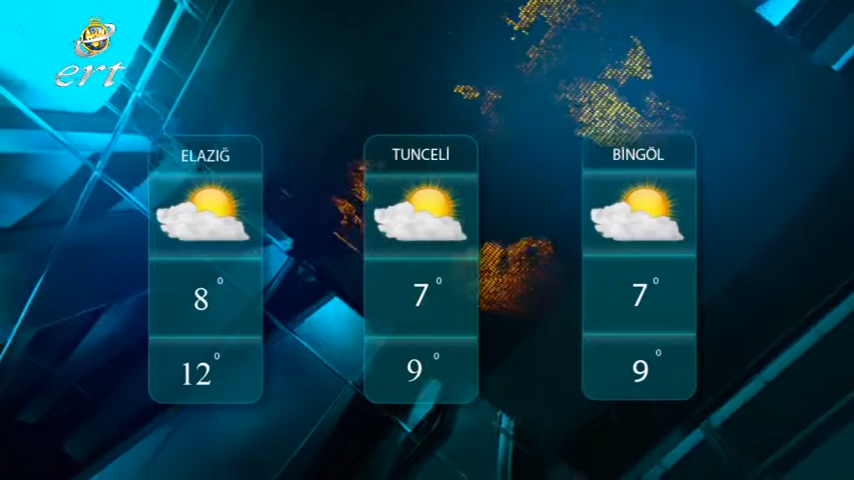 ert
ELAZIĞ
8°
12°
TUNCELİ
7°
9°
BİNGÖL
7°
9°